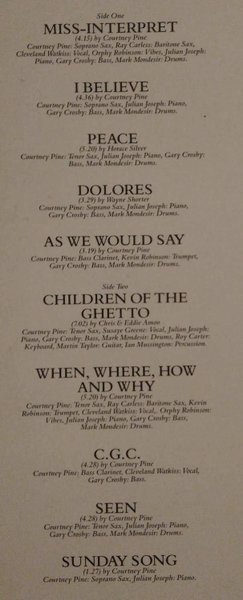 Side One
MISS-INTERPRET
(4.15) by Courtney Pine
Courtney Pine: Soprano Sax, Ray Carless: Baritone Sax,
Cleveland Watkiss: Vocal, Orphy Robinson: Vibes, Julian Joseph:
Piano, Gary Crosby: Bass, Mark Mondesir: Drums.
I BELIEVE
(4.36) by Courtney Pine
Courtney Pine: Soprano Sax, Julian Joseph: Piano,
Gary Crosby: Bass, Mark Mondesir: Drums.
PEACE
(5.20) by Horace Silver
Courtney Pine: Tenor Sax, Julian Joseph: Piano, Gary Crosby:
Bass, Mark Mondesir: Drums.
DOLORES
(3.29) by Wayne Shorter
Courtney Pine: Soprano Sax, Julian Joseph: Piano,
Gary Crosby: Bass, Mark Mondesir: Drums.
AS WE WOULD SAY
(3.19) by Courtney Pine
Courtney Pine: Bass Clarinet, Kevin Robinson: Trumpet,
Gary Crosby: Bass, Mark Mondesir: Drums.
Side Two
CHILDREN OF THE
GHETTO
(7.02) by Chris & Eddie Amoo
Courtney Pine: Tenor Sax, Susaye Greene: Vocal, Julian Joseph:
Piano, Gary Crosby: Bass, Mark Mondesir: Drums, Roy Carter:
Keyboard, Martin Taylor: Guitar, Ian Mussington: Percussion.
WHEN, WHERE, HOW
AND WHY
(5.20) by Courtney Pine
Courtney Pine: Tenor Sax, Ray Carless: Baritone Sax, Kevin
Robinson: Trumpet, Cleveland Watkiss: Vocal,. Orphy Robinson:
Vibes, Julian Joseph: Piano, Gary Crosby: Bass,
Mark Mondesir: Drums.
C.G.C.
(4.28) by Courtney Pine
Courtney Pine: Bass Clarinet, Cleveland Watkiss: Vocal,
Gary Crosby: Bass.
SEEN
(4.28) by Courtney Pine
Courtney Pine: Tenor Sax, Julian Joseph: Piano,
Gary Crosby: Bass, Mark Mondesir: Drums.
SUNDAY SONG
(1.27) by Courtney Pine
Courtney Pine: Soprano Sax, Julian Joseph: Piano.